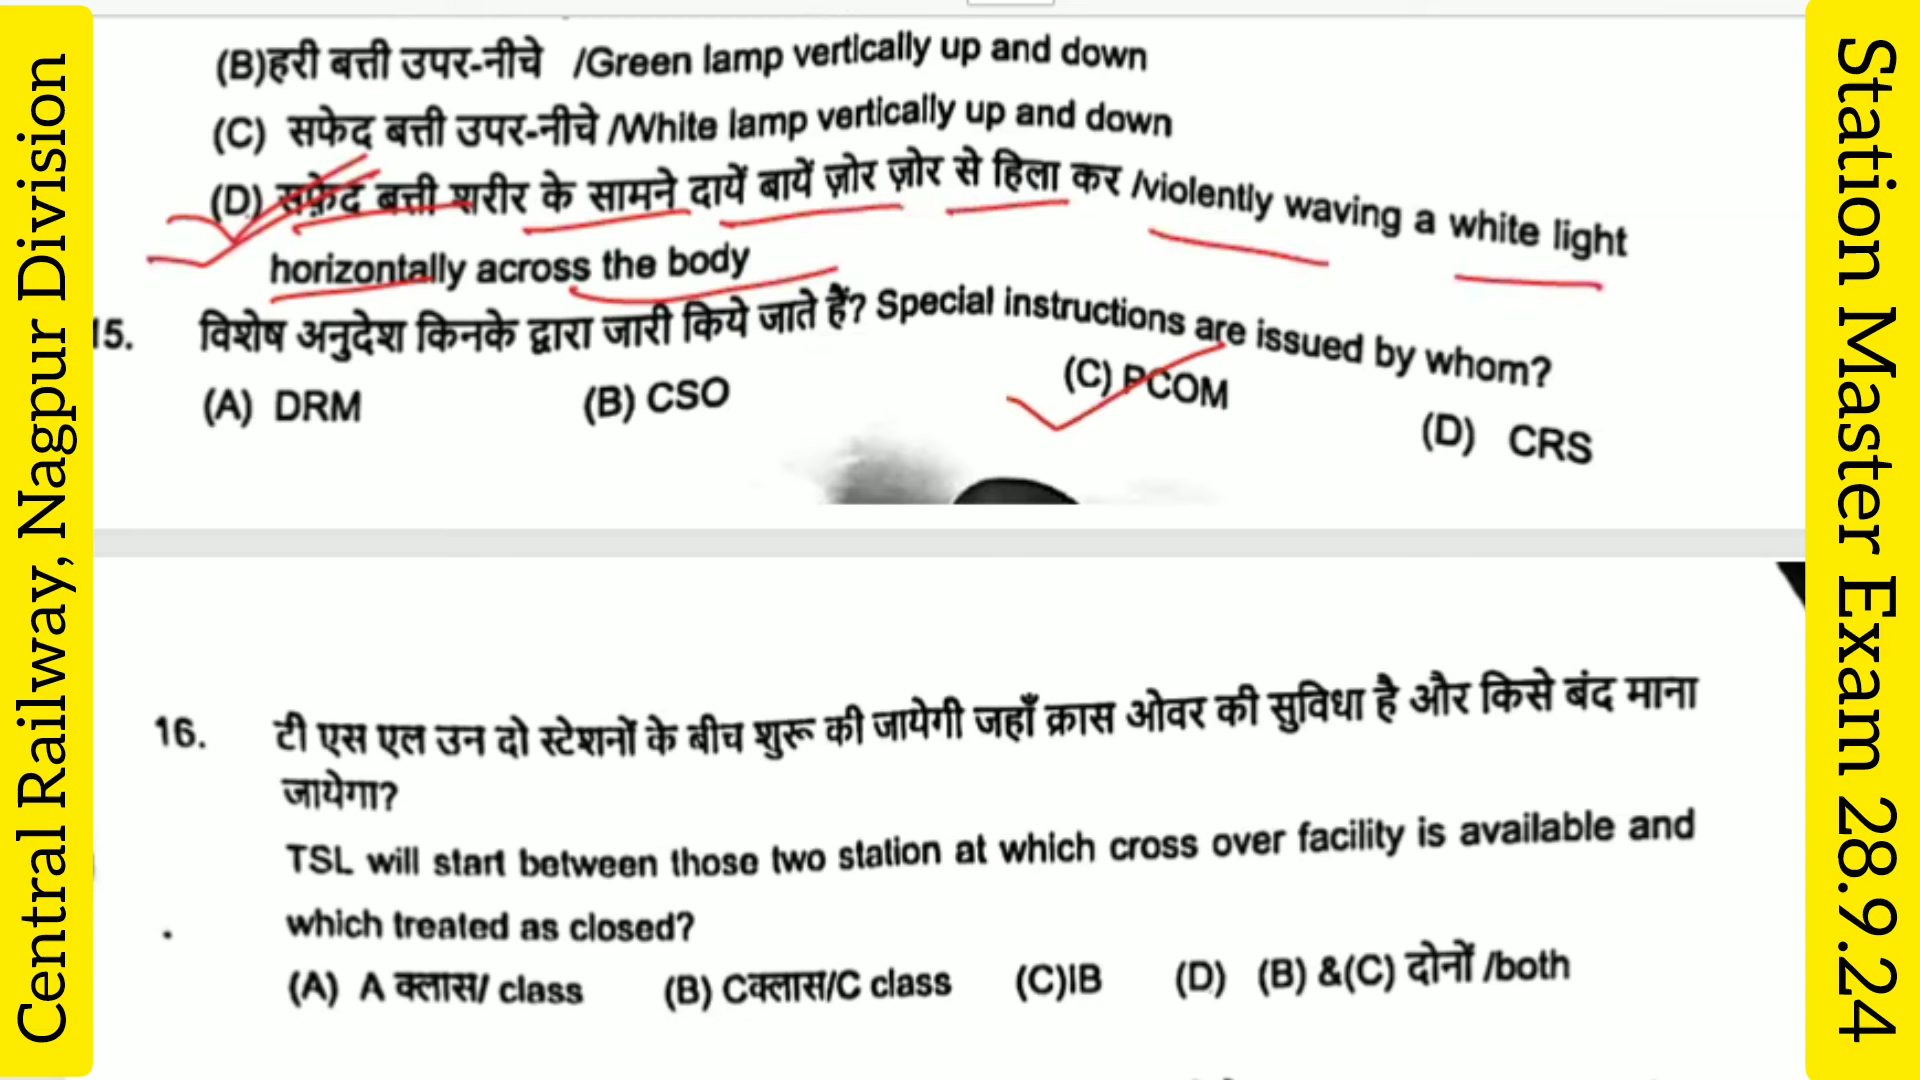 Central Railway, Nagpur Division
(B)हरी बत्ती उपर-नीचे /Green lamp vertically up and down
(C) सफेद बत्ती उपर-नीचे /White lamp vertically up and down
(D) सफ़ेद बत्ती शरीर के सामने दायें बायें ज़ोर ज़ोर से हिला कर /violently waving a white light
horizontally across the body
15. विशेष अनुदेश किनके द्वारा जारी किये जाते हैं? Special instructions are issued by whom?
(A) DRM (B) CSO (C) PCOM (D) CRS
16. टी एस एल उन दो स्टेशनों के बीच शुरू की जायेगी जहाँ क्रास ओवर की सुविधा है और किसे बंद माना
जायेगा?
TSL will start between those two station at which cross over facility is available and
which treated as closed?
(A) A क्लास/ class (B) Cक्लास/C class (C)IB (D) (B) &(C) दोनों /both
Station Master Exam 28.9.24